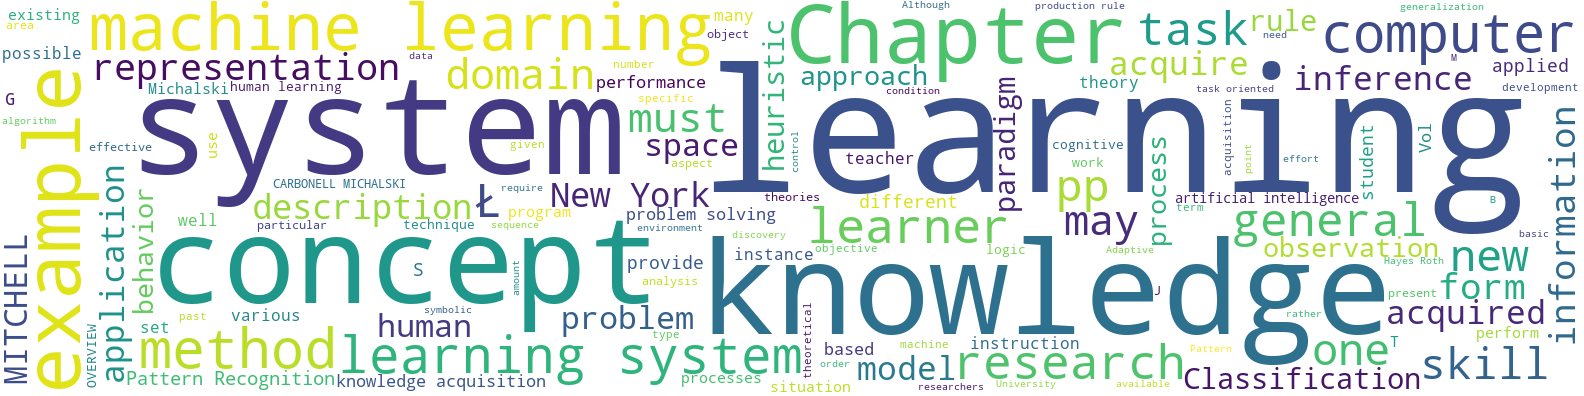 existing
area
possible
machine learning
many
object
Although
production rule
generalization
Chapter
task
rule
need
computer
M
representation
data
domain
number
performance
heuristic
approach
theory
acquire
inference
applied
G
Michalski
human learning
specific
condition
task oriented
development
algorithm
example
system
learning
must
space
aspect
paradigm
control
teacher
cognitive
work
process
acquisition
point
effort
student
Vol
information
effective
use
given
application
behavior
CARBONELL MICHALSKI
require
description
Ł
New York
program
sequence
theories
different
pp
may
term
artificial intelligence
general
B
basic
well
particular
technique
problem solving
environment
discovery
learner
objective
logic
Adaptive
observation
Hayes Roth
new
MITCHELL
concept
S
amount
provide
analysis
instance
knowledge
J
present
form
rather
acquired
past
various
symbolic
set
human
problem
type
theoretical
based
machine
instruction
T
perform
OVERVIEW
method
learning system
order
model
research
Pattern
one
skill
Pattern Recognition
knowledge acquisition
processes
situation
researchers
University
available
Classification